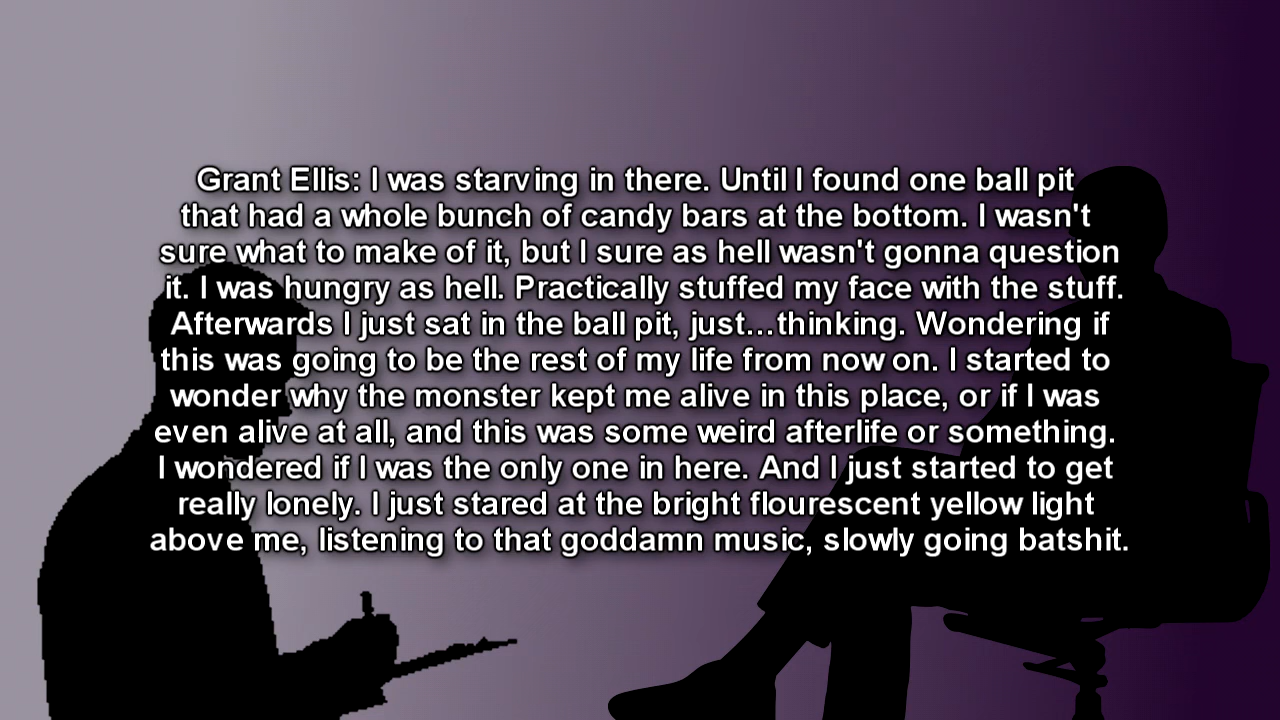 Grant Ellis: I was starving in there. Until I found one ball pit
that had a whole bunch of candy bars at the bottom. I wasn't
sure what to make of it, but I sure as hell wasn't gonna question
it. I was hungry as hell. Practically stuffed my face with the stuff.
Afterwards I just sat in the ball pit, just...thinking. Wondering if
this was going to be the rest of my life from now on. I started to
wonder why the monster kept me alive in this place, or if I was
even alive at all, and this was some weird afterlife or something.
I wondered if I was the only one in here. And I just started to get
really lonely. I just stared at the bright flourescent yellow light
above me, listening to that goddamn music, slowly going batshit.